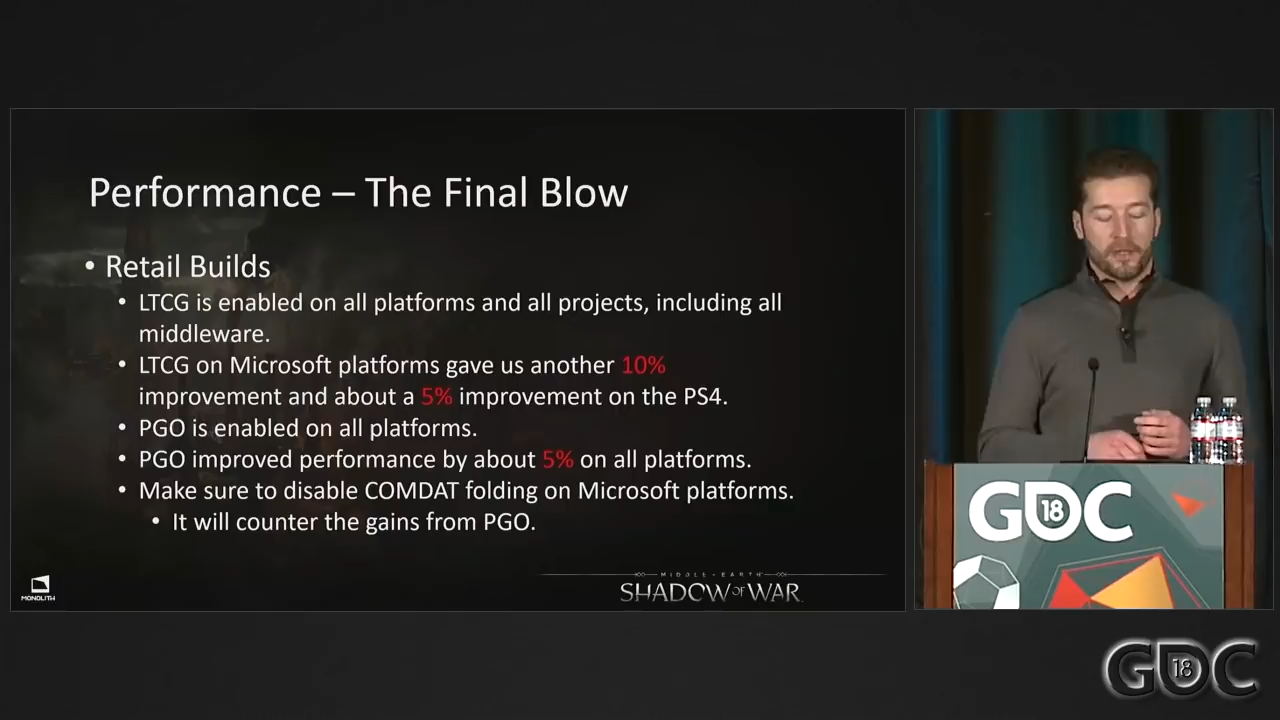 Performance – The Final Blow
• Retail Builds
• LTCG is enabled on all platforms and all projects, including all
middleware.
• LTCG on Microsoft platforms gave us another 10%
improvement and about a 5% improvement on the PS4.
• PGO is enabled on all platforms.
• PGO improved performance by about 5% on all platforms.
• Make sure to disable COMDAT folding on Microsoft platforms.
• It will counter the gains from PGO.
MONOLITH
MIDDLE-EARTH
SHADOW OF WAR
GDC 18
GDC 18